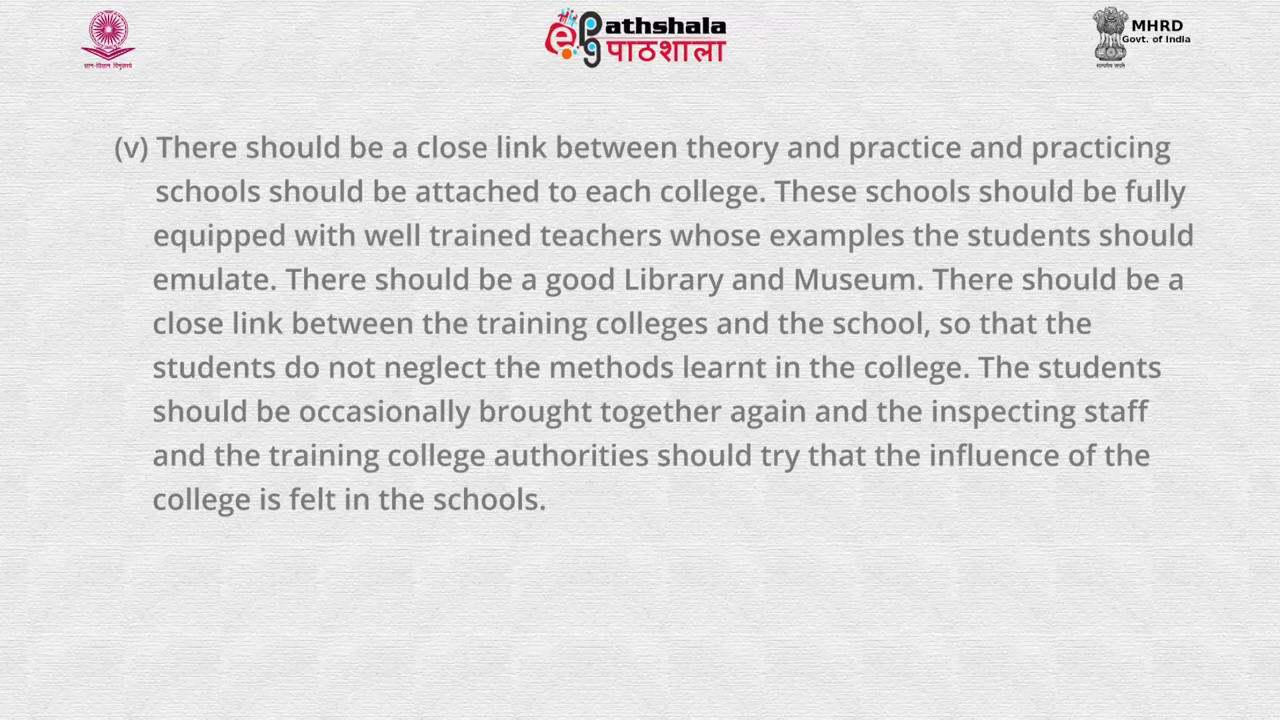 ज्ञान-विज्ञान विमुक्तये
e pg athshala
पाठशाला
MHRD
Govt. of India
सत्यमेव जयते
(v) There should be a close link between theory and practice and practicing
schools should be attached to each college. These schools should be fully
equipped with well trained teachers whose examples the students should
emulate. There should be a good Library and Museum. There should be a
close link between the training colleges and the school, so that the
students do not neglect the methods learnt in the college. The students
should be occasionally brought together again and the inspecting staff
and the training college authorities should try that the influence of the
college is felt in the schools.